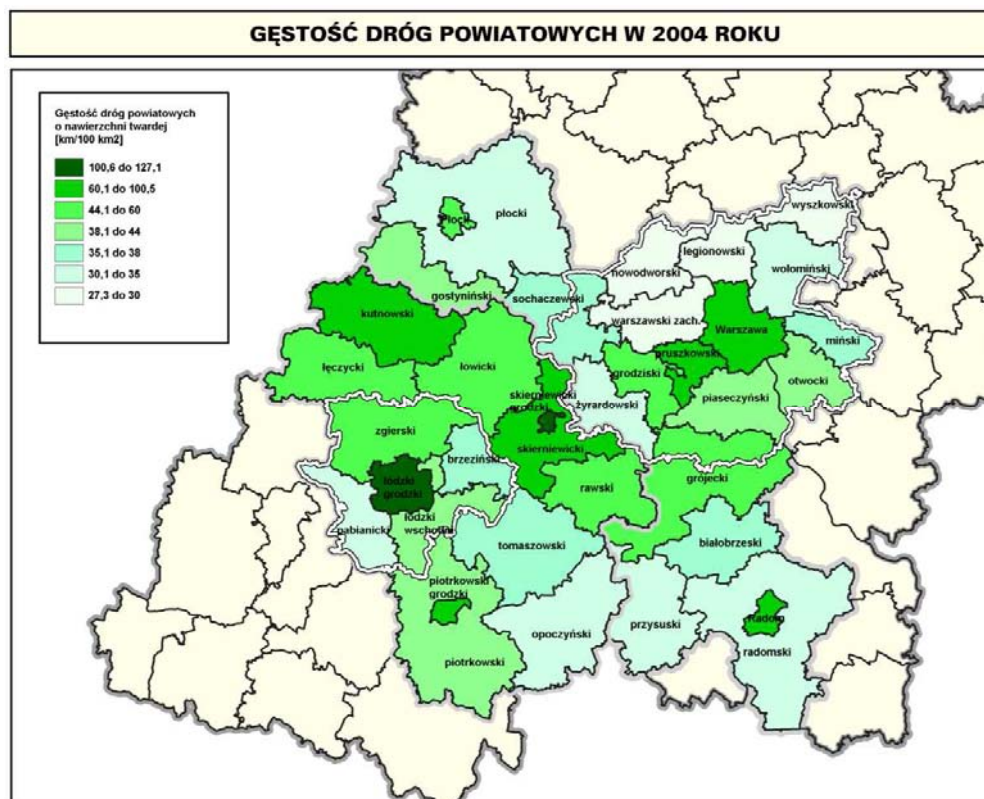 GĘSTOŚĆ DRÓG POWIATOWYCH W 2004 ROKU
Gęstość dróg powiatowych
o nawierzchni twardej
[km/100 km2]
100,6 do 127,1
60,1 do 100,5
44,1 do 60
38,1 do 44
35,1 do 38
30,1 do 35
27,3 do 30
wyszkowski
płocki
Płock
legionowski
wołomiński
nowodworski
gostyniński
sochaczewski
kutnowski
warszawski zach.
Warszawa
miński
pruszkowski
łęczycki
łowicki
grodziski
otwocki
skierniewicki
grodzki
żyrardowski
piaseczyński
zgierski
skierniewicki
brzeziński
łódzki
grodzki
rawski
grójecki
pabianicki
łódzki
wschodni
tomaszowski
białobrzeski
piotrkowski
grodzki
opoczyński
przysuski
Radom
radomski
piotrkowski